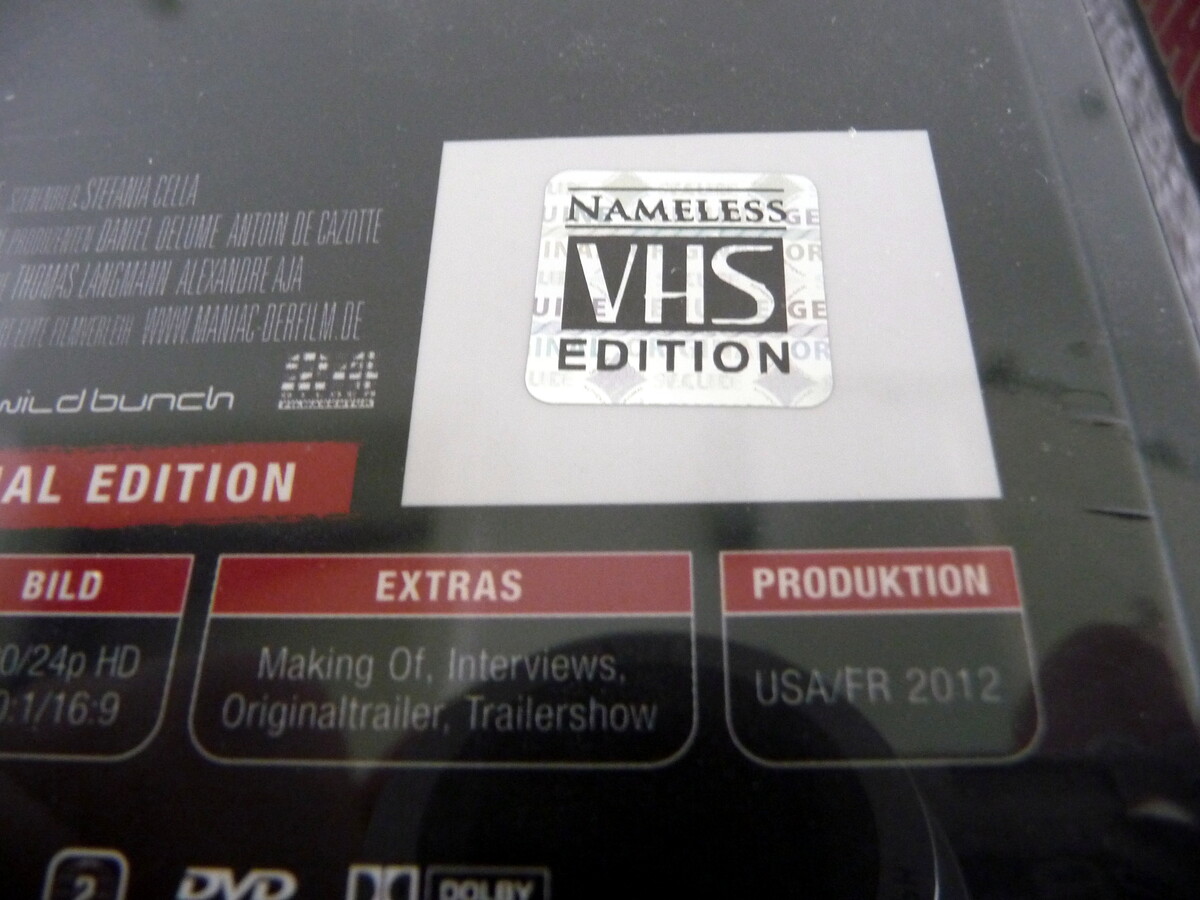 STEFANIA CELLA
DANIEL DELUME ANTOIN DE CAZOTTE
THOMAS LANGMANN ALEXANDRE AJA
WWW.MANIAC-DERFILM.DE
wild bunch
24
NAMELESS
VHS
EDITION
AL EDITION
BILD
0/24p HD
0:1/16:9
EXTRAS
Making Of, Interviews,
Originaltrailer, Trailershow
PRODUKTION
USA/FR 2012
2
DVD
DOLBY